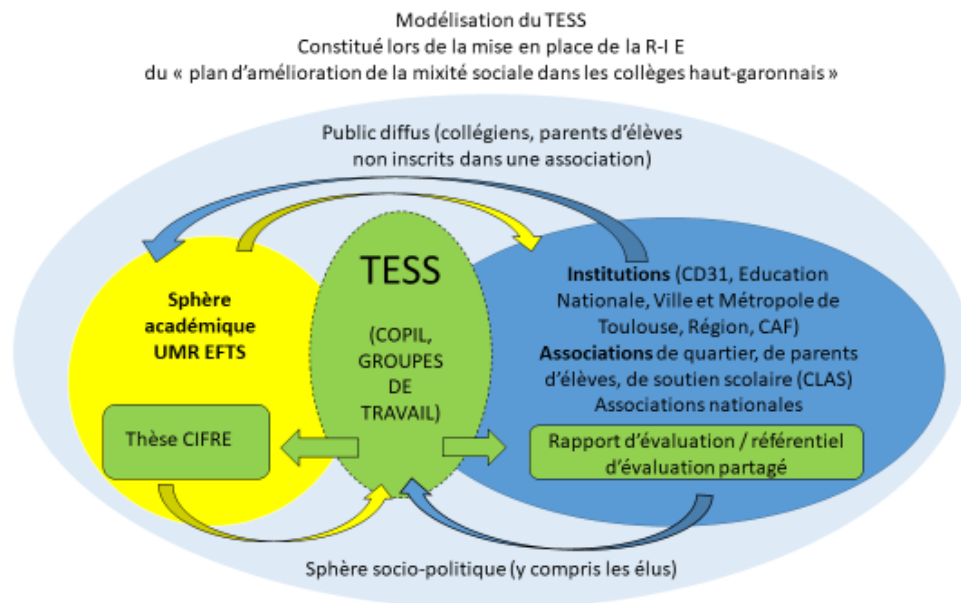 Modélisation du TESS
Constitué lors de la mise en place de la R-I E
du « plan d'amélioration de la mixité sociale dans les collèges haut-garonnais »
Public diffus (collégiens, parents d'élèves
non inscrits dans une association)
Sphère
académique
UMR EFTS
Thèse CIFRE
TESS
(COPIL,
GROUPES
DE
TRAVAIL)
Institutions (CD31, Education
Nationale, Ville et Métropole de
Toulouse, Région, CAF)
Associations de quartier, de parents
d'élèves, de soutien scolaire (CLAS)
Associations nationales
Rapport d'évaluation / référentiel
d'évaluation partagé
Sphère socio-politique (y compris les élus)